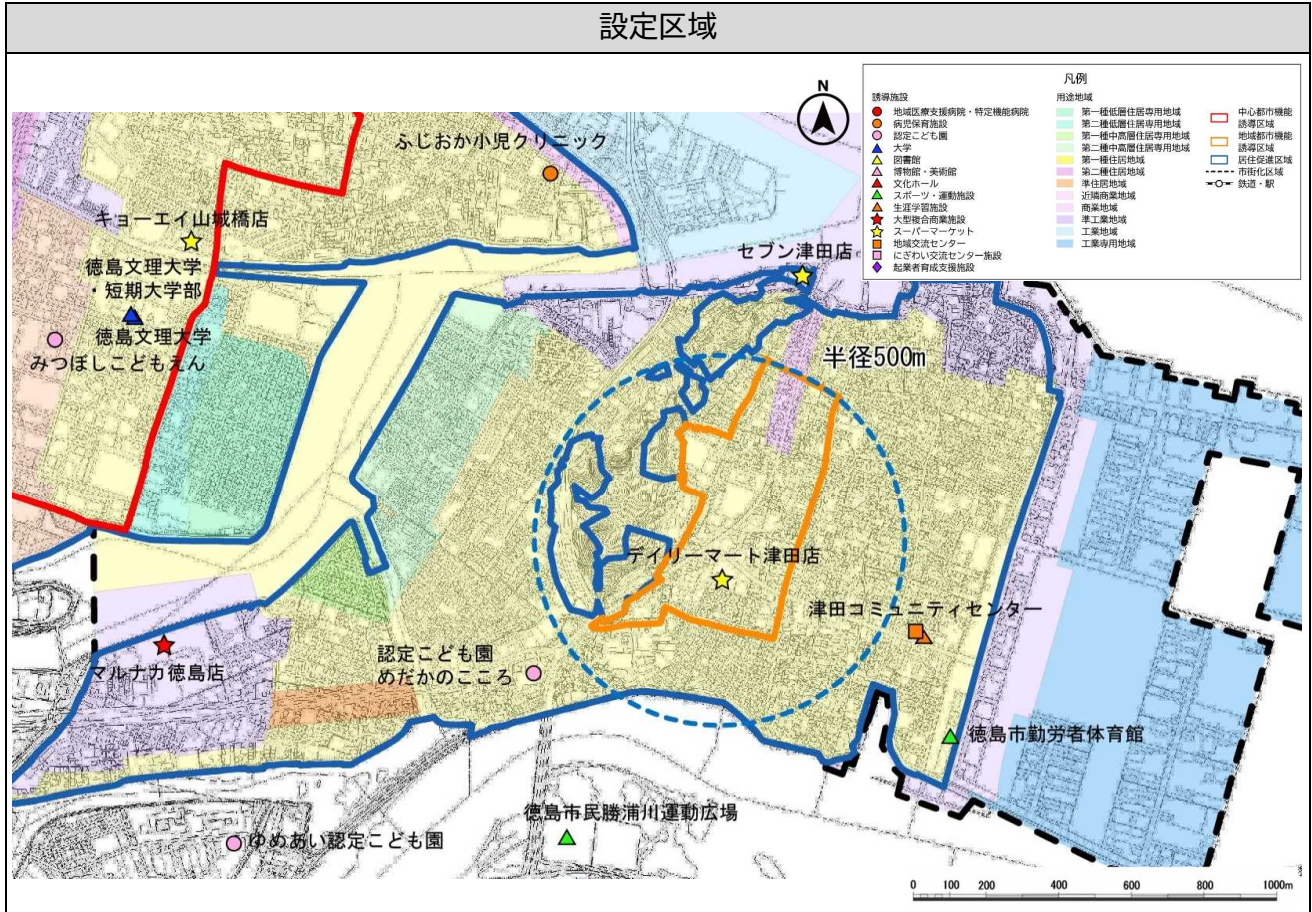 設定区域
N
凡例
誘導施設
地域医療支援病院・特定機能病院
病児保育施設
認定こども園
大学
図書館
博物館・美術館
文化ホール
スポーツ・運動施設
生涯学習施設
大型複合商業施設
スーパーマーケット
地域交流センター
にぎわい交流センター施設
起業者育成支援施設
用途地域
第一種低層住居専用地域
第二種低層住居専用地域
第一種中高層住居専用地域
第二種中高層住居専用地域
第一種住居地域
第二種住居地域
準住居地域
近隣商業地域
商業地域
準工業地域
工業地域
工業専用地域
中心都市機能
誘導区域
地域都市機能
誘導区域
居住促進区域
市街化区域
鉄道・駅
ふじおか小児クリニック
キョーエイ山城橋店
セブン津田店
徳島文理大学
・短期大学部
徳島文理大学
みつぼしこどもえん
半径500m
デイリーマート津田店
津田コミュニティセンター
マルナカ徳島店
認定こども園
めだかのこころ
徳島市勤労者体育館
徳島市民勝浦川運動広場
ゆめあい認定こども園
0 100 200 400 600 800 1000m